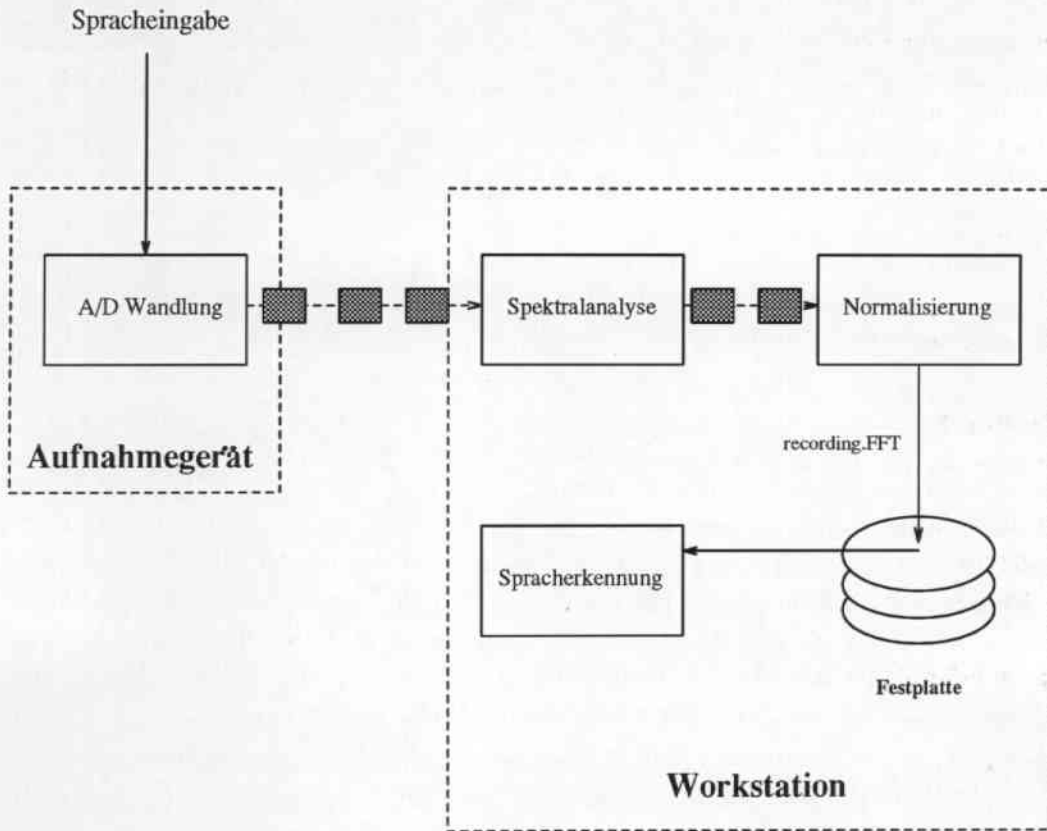 Spracheingabe
A/D Wandlung
Spektralanalyse
Normalisierung
Aufnahmegerät
recording.FFT
Spracherkennung
Festplatte
Workstation